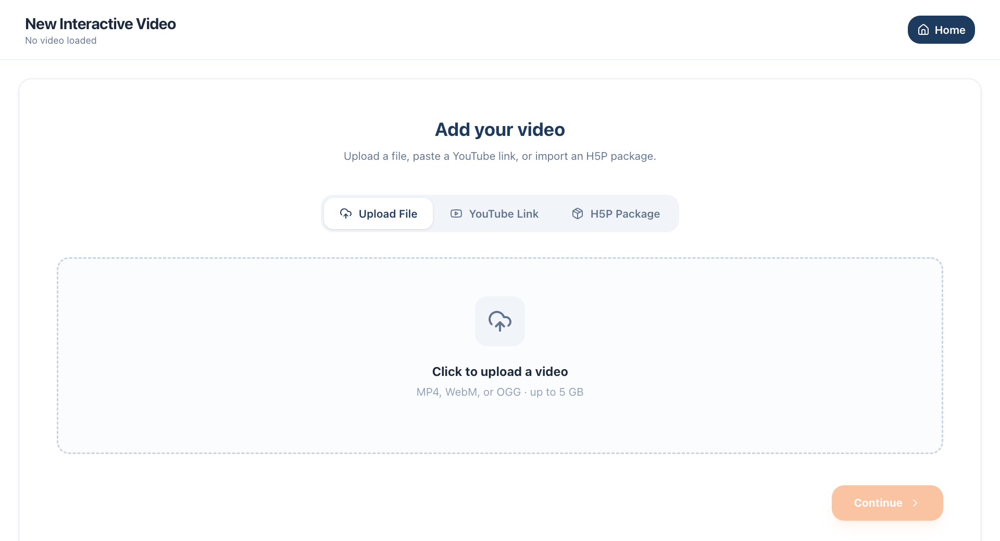 New Interactive Video
No video loaded
Home
Add your video
Upload a file, paste a YouTube link, or import an H5P package.
Upload File
YouTube Link
H5P Package
Click to upload a video
MP4, WebM, or OGG · up to 5 GB
Continue